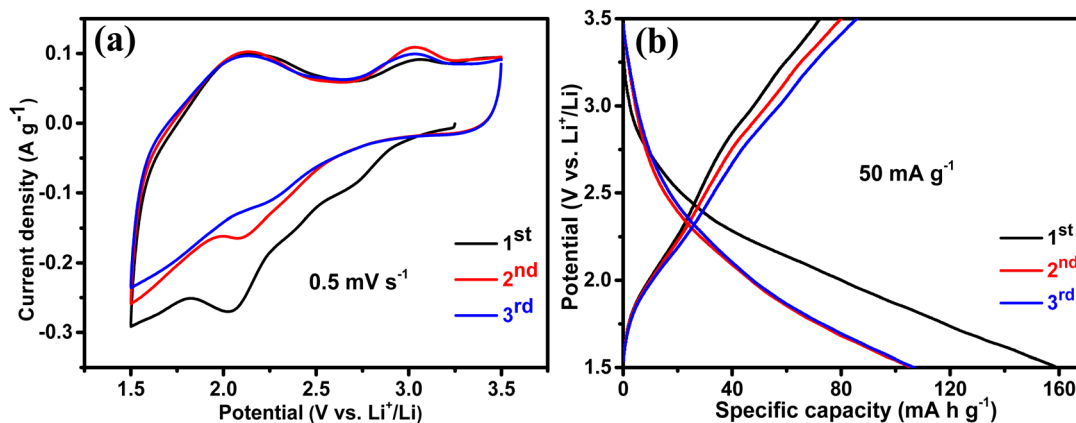 (a)
Current density (A g⁻¹)
0.1
0.0
-0.1
-0.2
-0.3
1.5 2.0 2.5 3.0 3.5
Potential (V vs. Li⁺/Li)
0.5 mV s⁻¹
1ˢᵗ
2ⁿᵈ
3ʳᵈ
(b)
Potential (V vs. Li⁺/Li)
3.5
3.0
2.5
2.0
1.5
0 40 80 120 160
Specific capacity (mA h g⁻¹)
50 mA g⁻¹
1ˢᵗ
2ⁿᵈ
3ʳᵈ